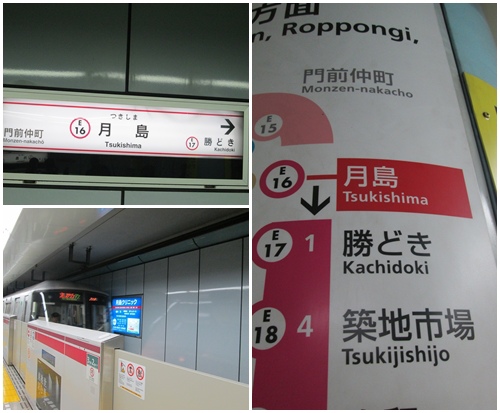 つきしま
E
16
月島
Tsukishima
門前仲町
Monzen-nakachō
E
17
勝どき
Kachidoki
方面
n, Roppongi,
門前仲町
Monzen-nakacho
E
15
E
16
月島
Tsukishima
E
17
1
勝どき
Kachidoki
E
18
4
築地市場
Tsukijishijo